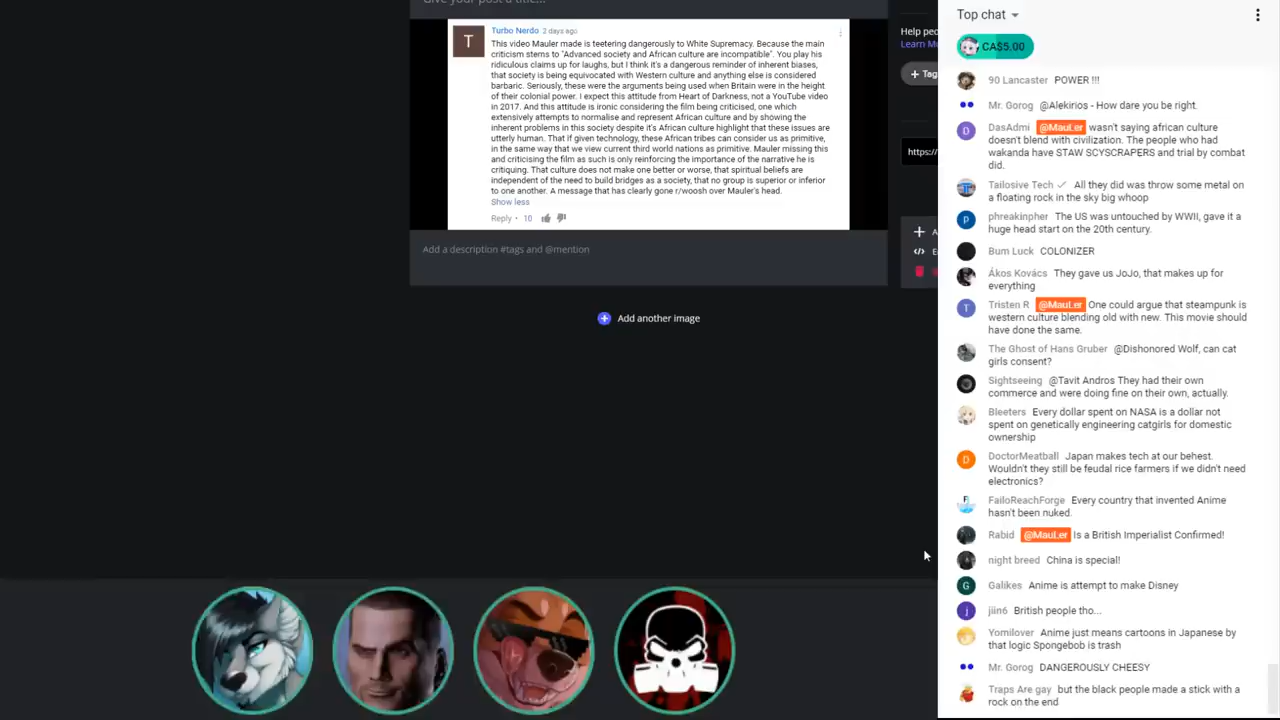 Give your post a title...
T
Turbo Nerdo 2 days ago
This video Mauler made is teetering dangerously to White Supremacy. Because the main
criticism stems to "Advanced society and African culture are incompatible". You play his
ridiculous claims up for laughs, but I think it's a dangerous reminder of inherent biases,
that society is being equivocated with Western culture and anything else is considered
barbaric. Seriously, these were the arguments being used when Britain were in the height
of their colonial power. I expect this attitude from Heart of Darkness, not a YouTube video
in 2017. And this attitude is ironic considering the film being criticised, one which
extensively attempts to normalise and represent African culture and by showing the
inherent problems in this society despite it's African culture highlight that these issues are
utterly human. That if given technology, these African tribes can consider us as primitive,
in the same way that we view current third world nations as primitive. Mauler missing this
and criticising the film as such is only reinforcing the importance of the narrative he is
critiquing. That culture does not make one better or worse, that spiritual beliefs are
independent of the need to build bridges as a society, that no group is superior or inferior
to one another. A message that has clearly gone r/woosh over Mauler's head.
Show less
Reply · 10
Add a description #tags and @mention
Add another image
Help peo
Learn Mo
+ Tag
https://
Top chat
CA$5.00
90 Lancaster POWER !!!
Mr. Gorog @Alekirios - How dare you be right.
D
DasAdmi @MauLer wasn't saying african culture
doesn't blend with civilization. The people who had
wakanda have STAW SCYSCRAPERS and trial by combat
did.
Tailosive Tech ✓ All they did was throw some metal on
a floating rock in the sky big whoop
p
phreakinpher The US was untouched by WWII, gave it a
huge head start on the 20th century.
Bum Luck COLONIZER
Ákos Kovács They gave us JoJo, that makes up for
everything
T
Tristen R @MauLer One could argue that steampunk is
western culture blending old with new. This movie should
have done the same.
The Ghost of Hans Gruber @Dishonored Wolf, can cat
girls consent?
Sightseeing @Tavit Andros They had their own
commerce and were doing fine on their own, actually.
Bleeters Every dollar spent on NASA is a dollar not
spent on genetically engineering catgirls for domestic
ownership
D
DoctorMeatball Japan makes tech at our behest.
Wouldn't they still be feudal rice farmers if we didn't need
electronics?
FailoReachForge Every country that invented Anime
hasn't been nuked.
Rabid @MauLer Is a British Imperialist Confirmed!
night breed China is special!
G
Galikes Anime is attempt to make Disney
j
jiin6 British people tho...
Yomilover Anime just means cartoons in Japanese by
that logic Spongebob is trash
Mr. Gorog DANGEROUSLY CHEESY
Traps Are gay but the black people made a stick with a
rock on the end